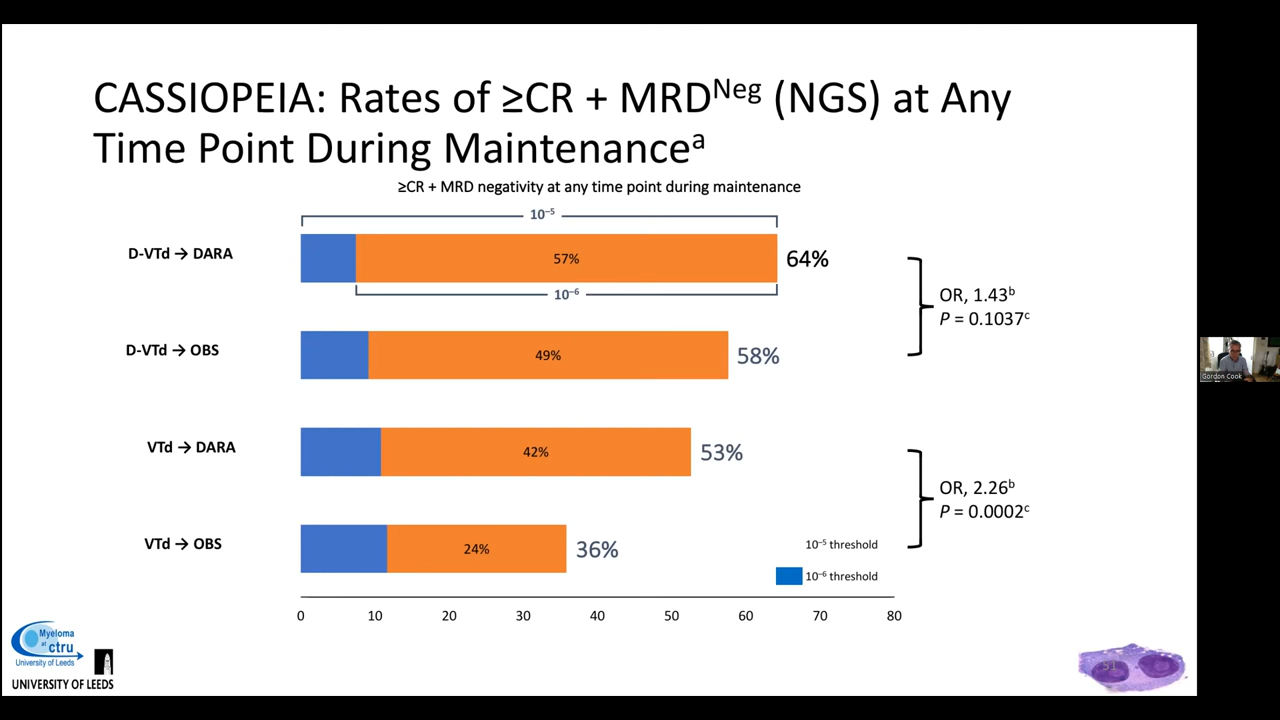 CASSIOPEIA: Rates of ≥CR + MRDNeg (NGS) at Any
Time Point During Maintenancea
≥CR + MRD negativity at any time point during maintenance
10–5
D-VTd → DARA
57%
64%
10–6
OR, 1.43b
P = 0.1037c
D-VTd → OBS
49%
58%
VTd → DARA
42%
53%
OR, 2.26b
P = 0.0002c
VTd → OBS
24%
36%
10–5 threshold
10–6 threshold
0 10 20 30 40 50 60 70 80
Myeloma
at
ctru
University of Leeds
UNIVERSITY OF LEEDS
51
Gordon Cook